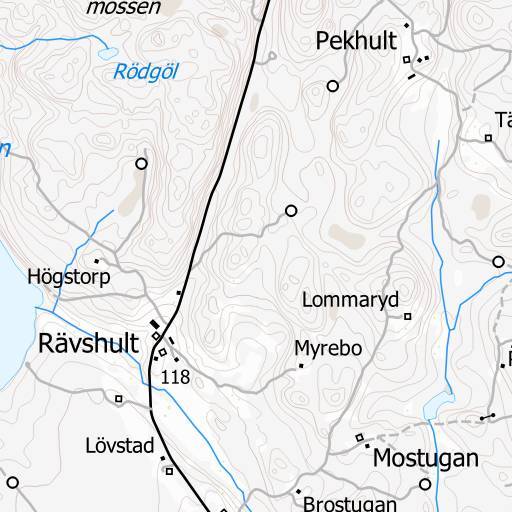 mossen
Pekhult
Rödgöl
Tä
n
Högstorp
Lommaryd
Rävshult
Myrebo
118
Lövstad
Mostugan
Brostugan